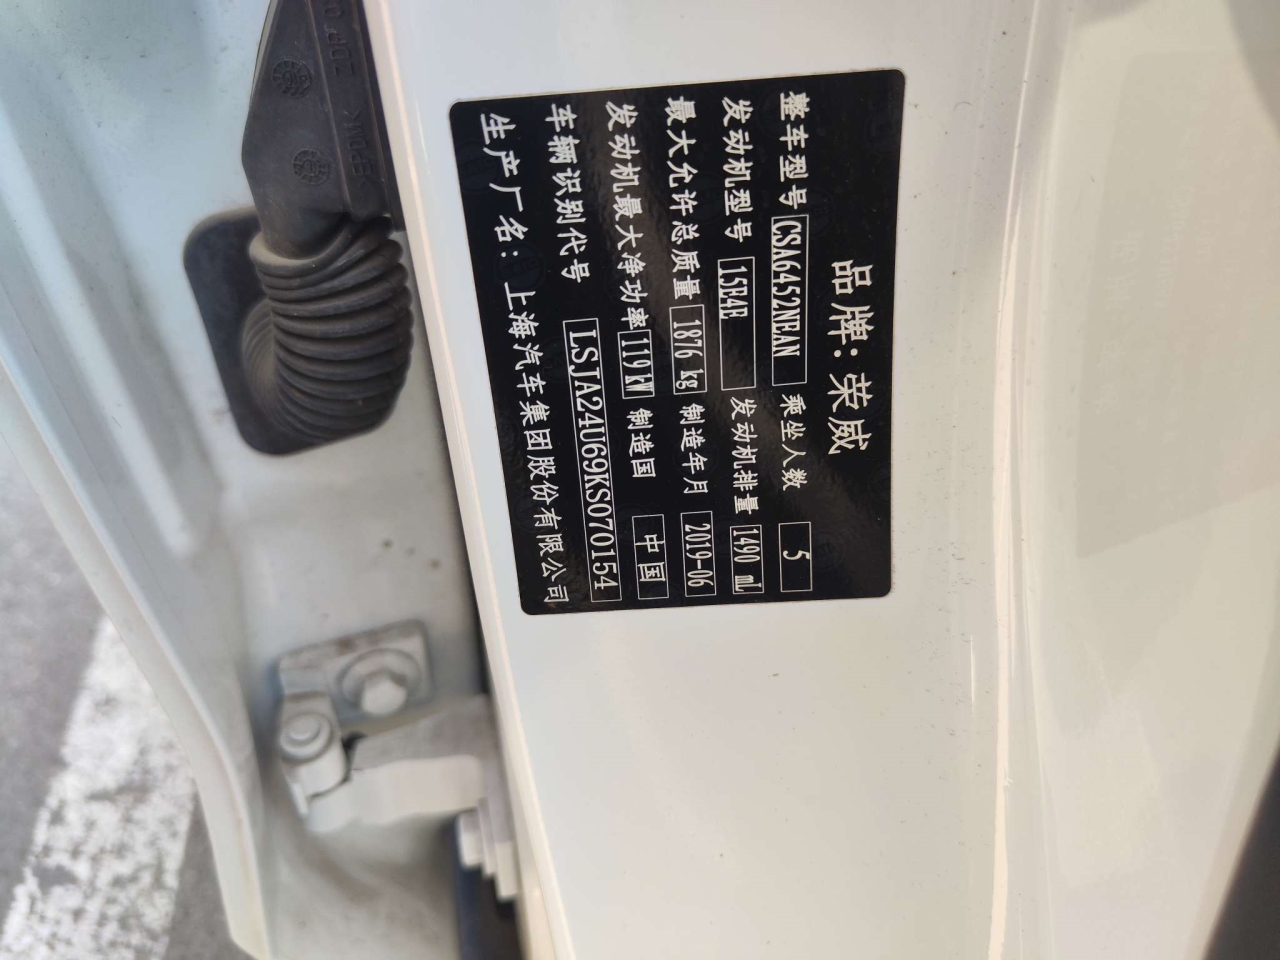 品牌：荣威
整车型号 CSA6452NEAN 乘坐人数 5
发动机型号 15E4E 发动机排量 1490 mL
最大允许总质量 1876 kg 制造年月 2019-06
发动机最大净功率 119 kW 制造国 中国
车辆识别代号 LSJA24U69KS070154
生产厂名：上海汽车集团股份有限公司
>EPDM<